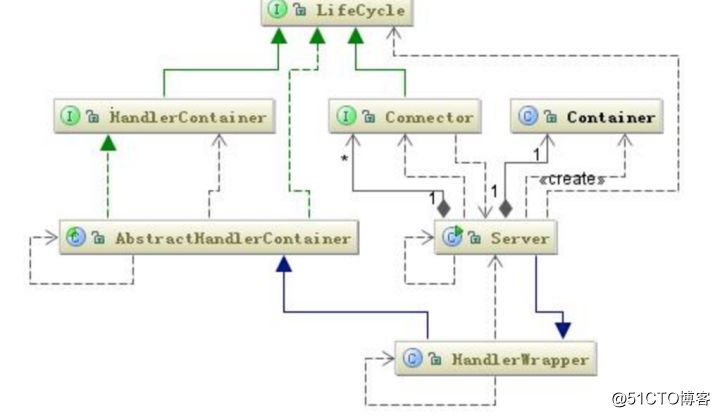 I LifeCycle
I HandlerContainer
I Connector
C Container
*
1
1
1
«create»
C AbstractHandlerContainer
C Server
C HandlerWrapper
@51CTO博客